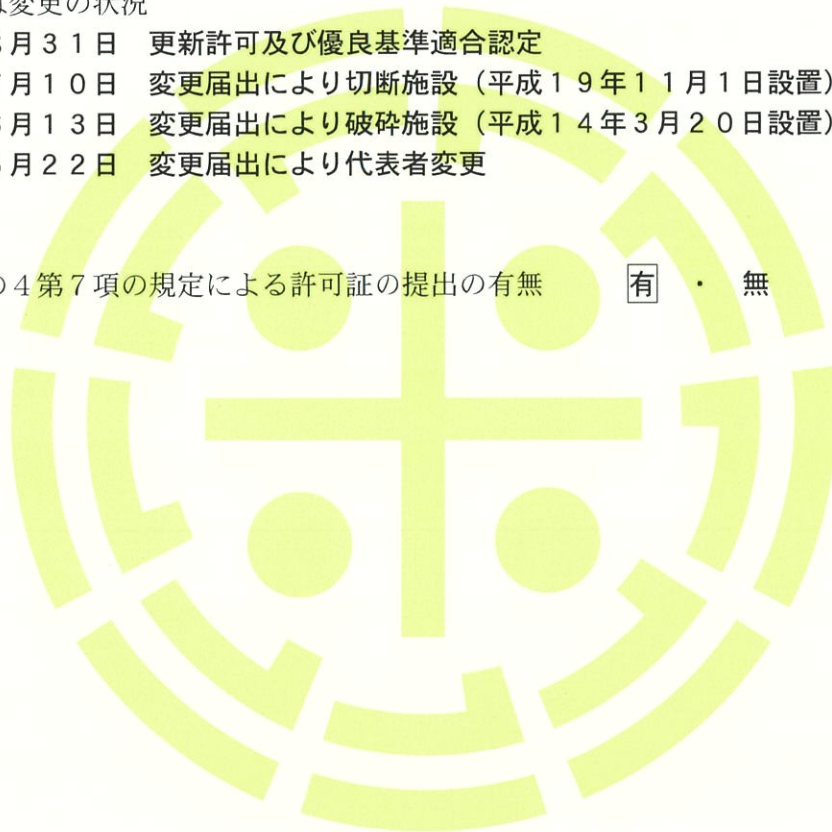 変更の状況
月３１日　更新許可及び優良基準適合認定
月１０日　変更届出により切断施設（平成１９年１１月１日設置）
月１３日　変更届出により破砕施設（平成１４年３月２０日設置）
月２２日　変更届出により代表者変更
の４第７項の規定による許可証の提出の有無　有　・　無